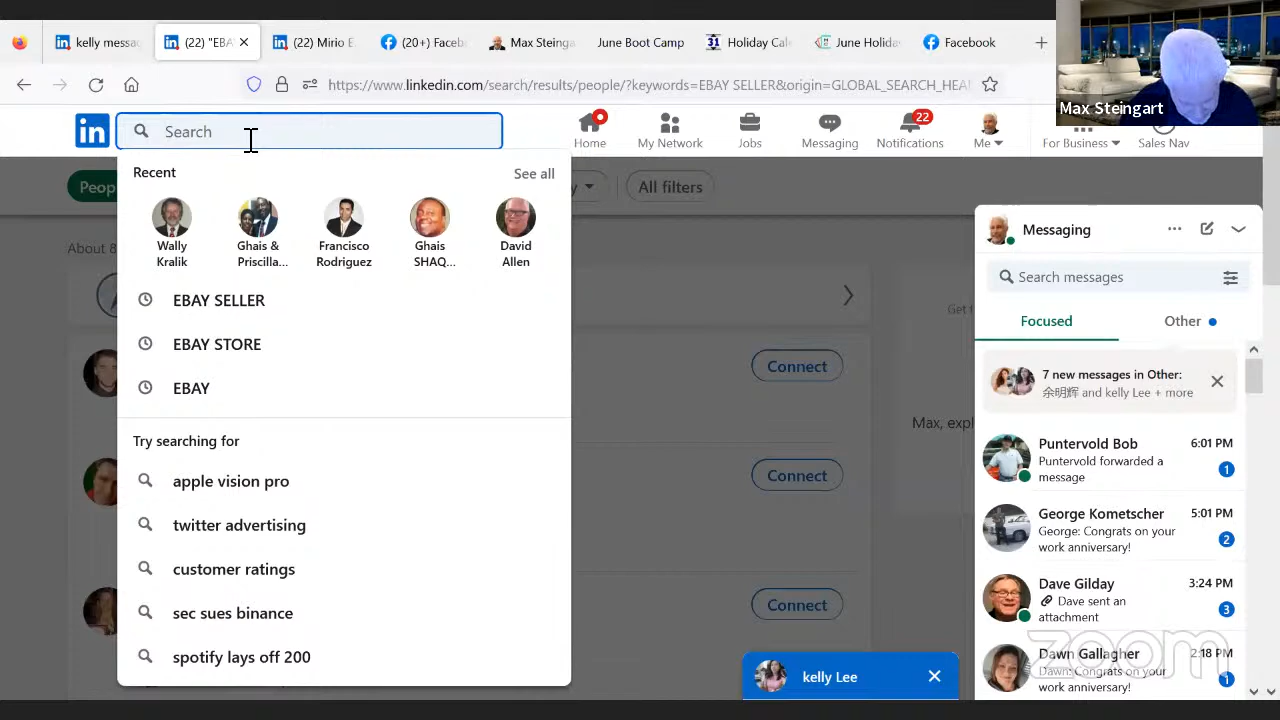 kelly messa
(22) "EBA
(22) Mirio E
(20+) Faceb
Max Steinga
June Boot Camp
31
Holiday Cal
June Holida
Facebook
https://www.linkedin.com/search/results/people/?keywords=EBAY SELLER&origin=GLOBAL_SEARCH_HEA
Max Steingart
in
Search
Home
My Network
Jobs
Messaging
22
Notifications
Me
For Business
Sales Nav
Peop
y
All filters
Recent
See all
Wally
Kralik
Ghais &
Priscilla...
Francisco
Rodriguez
Ghais
SHAQ...
David
Allen
EBAY SELLER
EBAY STORE
EBAY
Try searching for
apple vision pro
twitter advertising
customer ratings
sec sues binance
spotify lays off 200
About 8
Get f
Connect
Connect
Connect
Max, expl
Messaging
Search messages
Focused
Other
7 new messages in Other:
余明辉 and kelly Lee + more
Puntervold Bob
6:01 PM
Puntervold forwarded a
message
1
George Kometscher
5:01 PM
George: Congrats on your
work anniversary!
2
Dave Gilday
3:24 PM
Dave sent an
attachment
3
Dawn Gallagher
2:18 PM
Dawn: Congrats on your
work anniversary!
1
kelly Lee
zoom